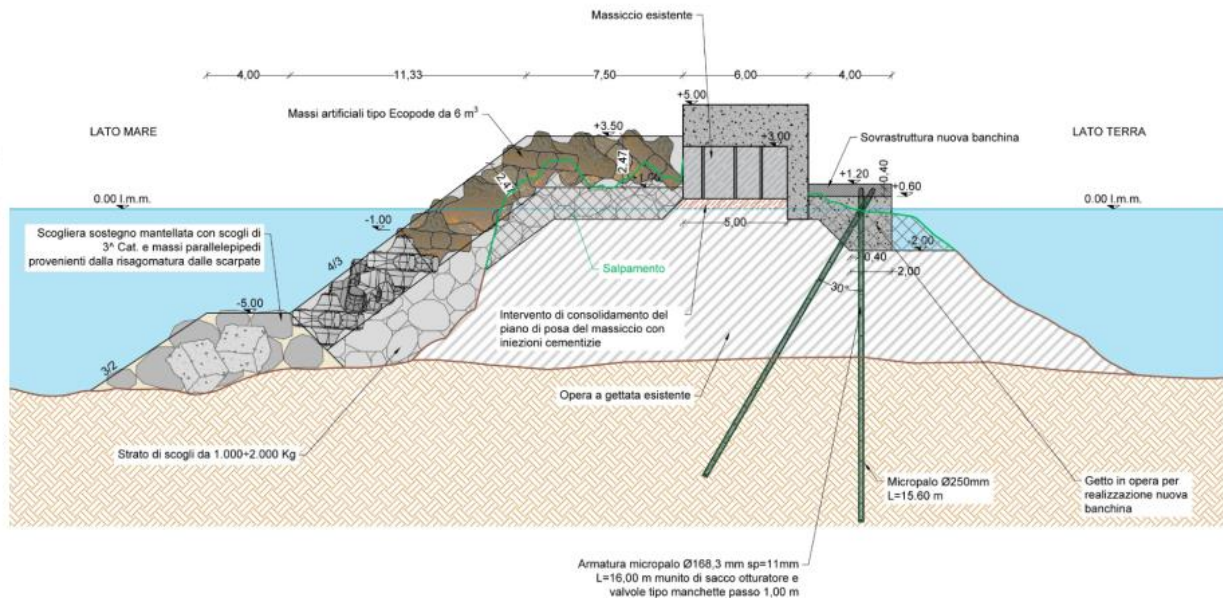 Massiccio esistente
4,00
11,33
7,50
6,00
4,00
+5.00
Massi artificiali tipo Ecopode da 6 m³
+3.50
LATO MARE
+3.00
Sovrastruttura nuova banchina
LATO TERRA
2,47
2,47
+1.20
0,40
+0.60
0.00 l.m.m.
0.00 l.m.m.
Scogliera sostegno mantellata con scogli di
3^ Cat. e massi parallelepipedi
provenienti dalla risagomatura dalle scarpate
-1.00
5,00
-2.00
4/3
Salpamento
0,40
2,00
30°
-5.00
Intervento di consolidamento del
piano di posa del massiccio con
iniezioni cementizie
3/2
Opera a gettata esistente
Strato di scogli da 1.000÷2.000 Kg
Micropalo Ø250mm
L=15.60 m
Getto in opera per
realizzazione nuova
banchina
Armatura micropalo Ø168,3 mm sp=11mm
L=16,00 m munito di sacco otturatore e
valvole tipo manchette passo 1,00 m